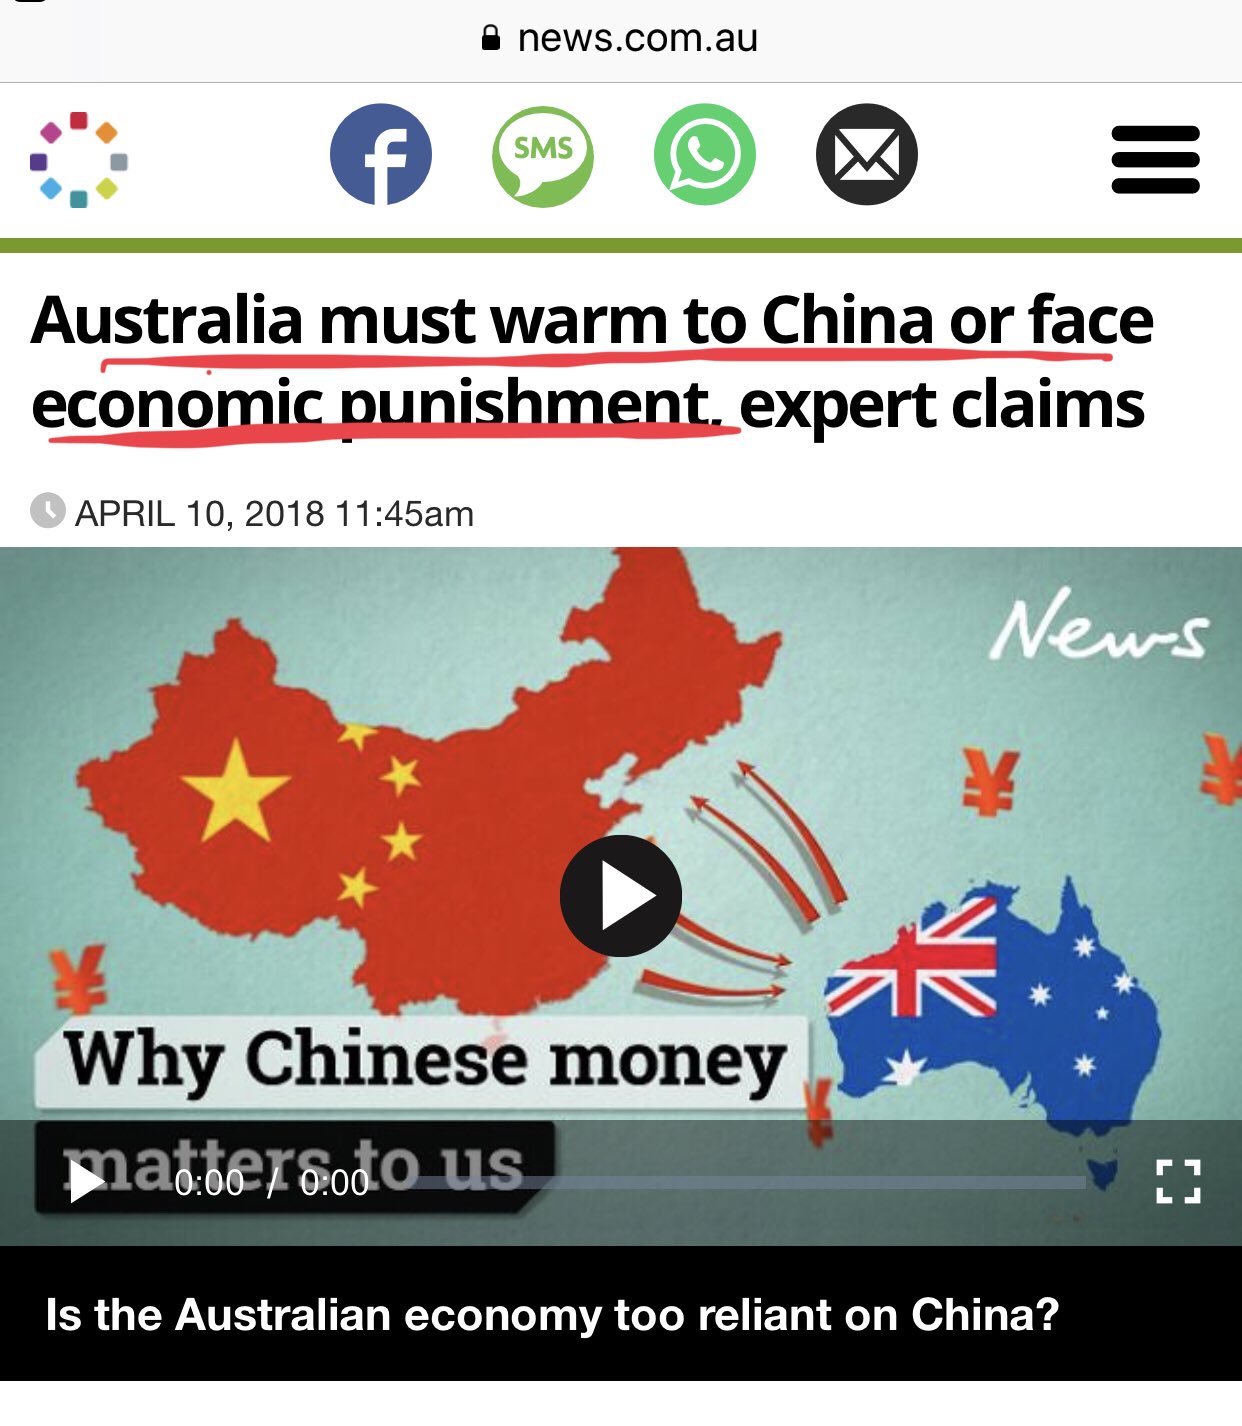 news.com.au
SMS
Australia must warm to China or face
economic punishment, expert claims
APRIL 10, 2018 11:45am
News
¥
¥
¥
Why Chinese money
¥
matters to us
0:00 / 0:00
Is the Australian economy too reliant on China?